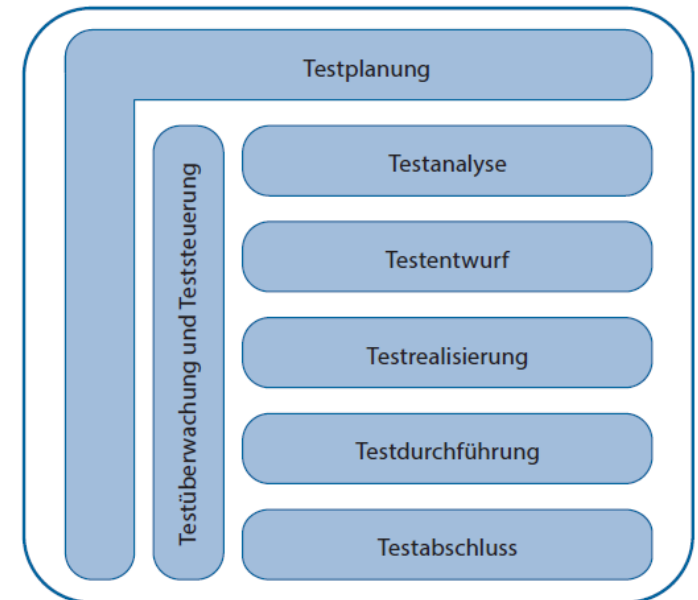 Testplanung
Testüberwachung und Teststeuerung
Testanalyse
Testentwurf
Testrealisierung
Testdurchführung
Testabschluss